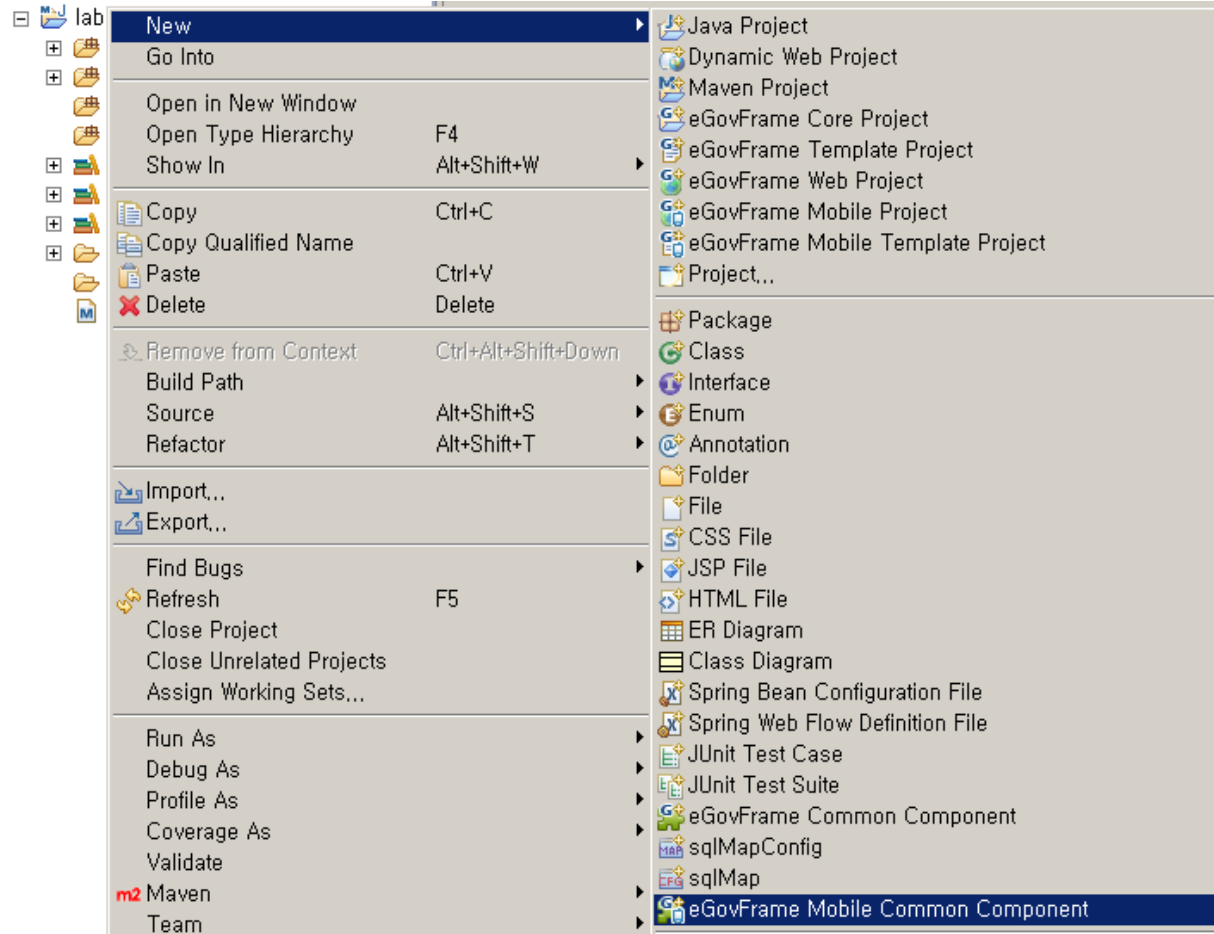 lab
New
Go Into
Open in New Window
Open Type Hierarchy F4
Show In Alt+Shift+W
Copy Ctrl+C
Copy Qualified Name
Paste Ctrl+V
Delete Delete
Remove from Context Ctrl+Alt+Shift+Down
Build Path
Source Alt+Shift+S
Refactor Alt+Shift+T
Import...
Export...
Find Bugs
Refresh F5
Close Project
Close Unrelated Projects
Assign Working Sets...
Run As
Debug As
Profile As
Coverage As
Validate
m2 Maven
Team
Java Project
Dynamic Web Project
Maven Project
eGovFrame Core Project
eGovFrame Template Project
eGovFrame Web Project
eGovFrame Mobile Project
eGovFrame Mobile Template Project
Project...
Package
Class
Interface
Enum
Annotation
Folder
File
CSS File
JSP File
HTML File
ER Diagram
Class Diagram
Spring Bean Configuration File
Spring Web Flow Definition File
JUnit Test Case
JUnit Test Suite
eGovFrame Common Component
sqlMapConfig
sqlMap
eGovFrame Mobile Common Component